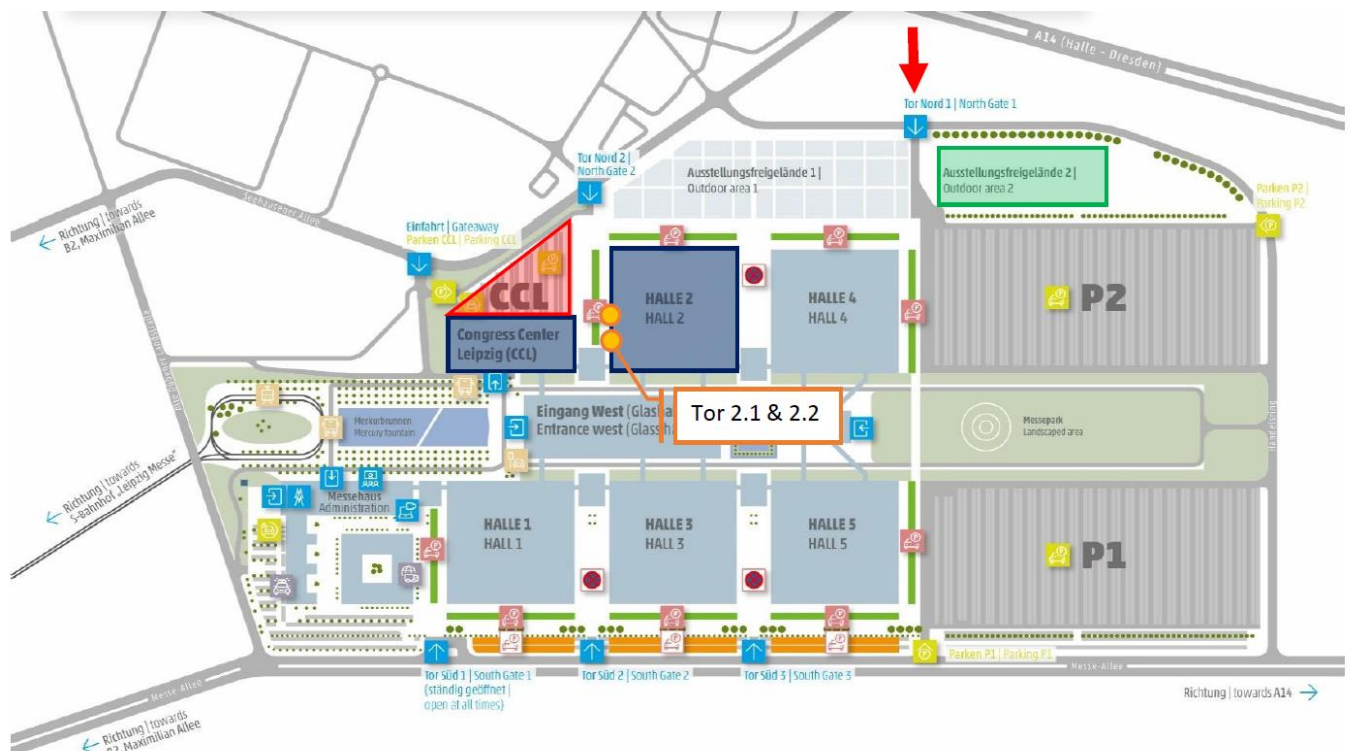 A14 (Halle - Dresden)
Tor Nord 1 | North Gate 1
Tor Nord 2 |
North Gate 2
Ausstellungsfreigelände 1 |
Outdoor area 1
Ausstellungsfreigelände 2 |
Outdoor area 2
Parken P2 |
Parking P2
Seehausener Allee
← Richtung | towards
B2, Maximilian Allee
Einfahrt | Gateaway
Parken CCL | Parking CCL
CCL
HALLE 2
HALL 2
HALLE 4
HALL 4
P2
Congress Center
Leipzig (CCL)
Tor 2.1 & 2.2
Eingang West (Glasha
Entrance west (Glassha
Merkurbrunnen
Mercury fountain
Messepark
Landscaped area
Handelsring
← Richtung | towards
S-Bahnhof „Leipzig Messe"
Messehaus
Administration
HALLE 1
HALL 1
HALLE 3
HALL 3
HALLE 5
HALL 5
P1
Tor Süd 1 | South Gate 1
(ständig geöffnet |
open at all times)
Tor Süd 2 | South Gate 2
Tor Süd 3 | South Gate 3
Parken P1 | Parking P1
Messe-Allee
Messe-Allee
Richtung | towards A14 →
← Richtung | towards
B2, Maximilian Allee